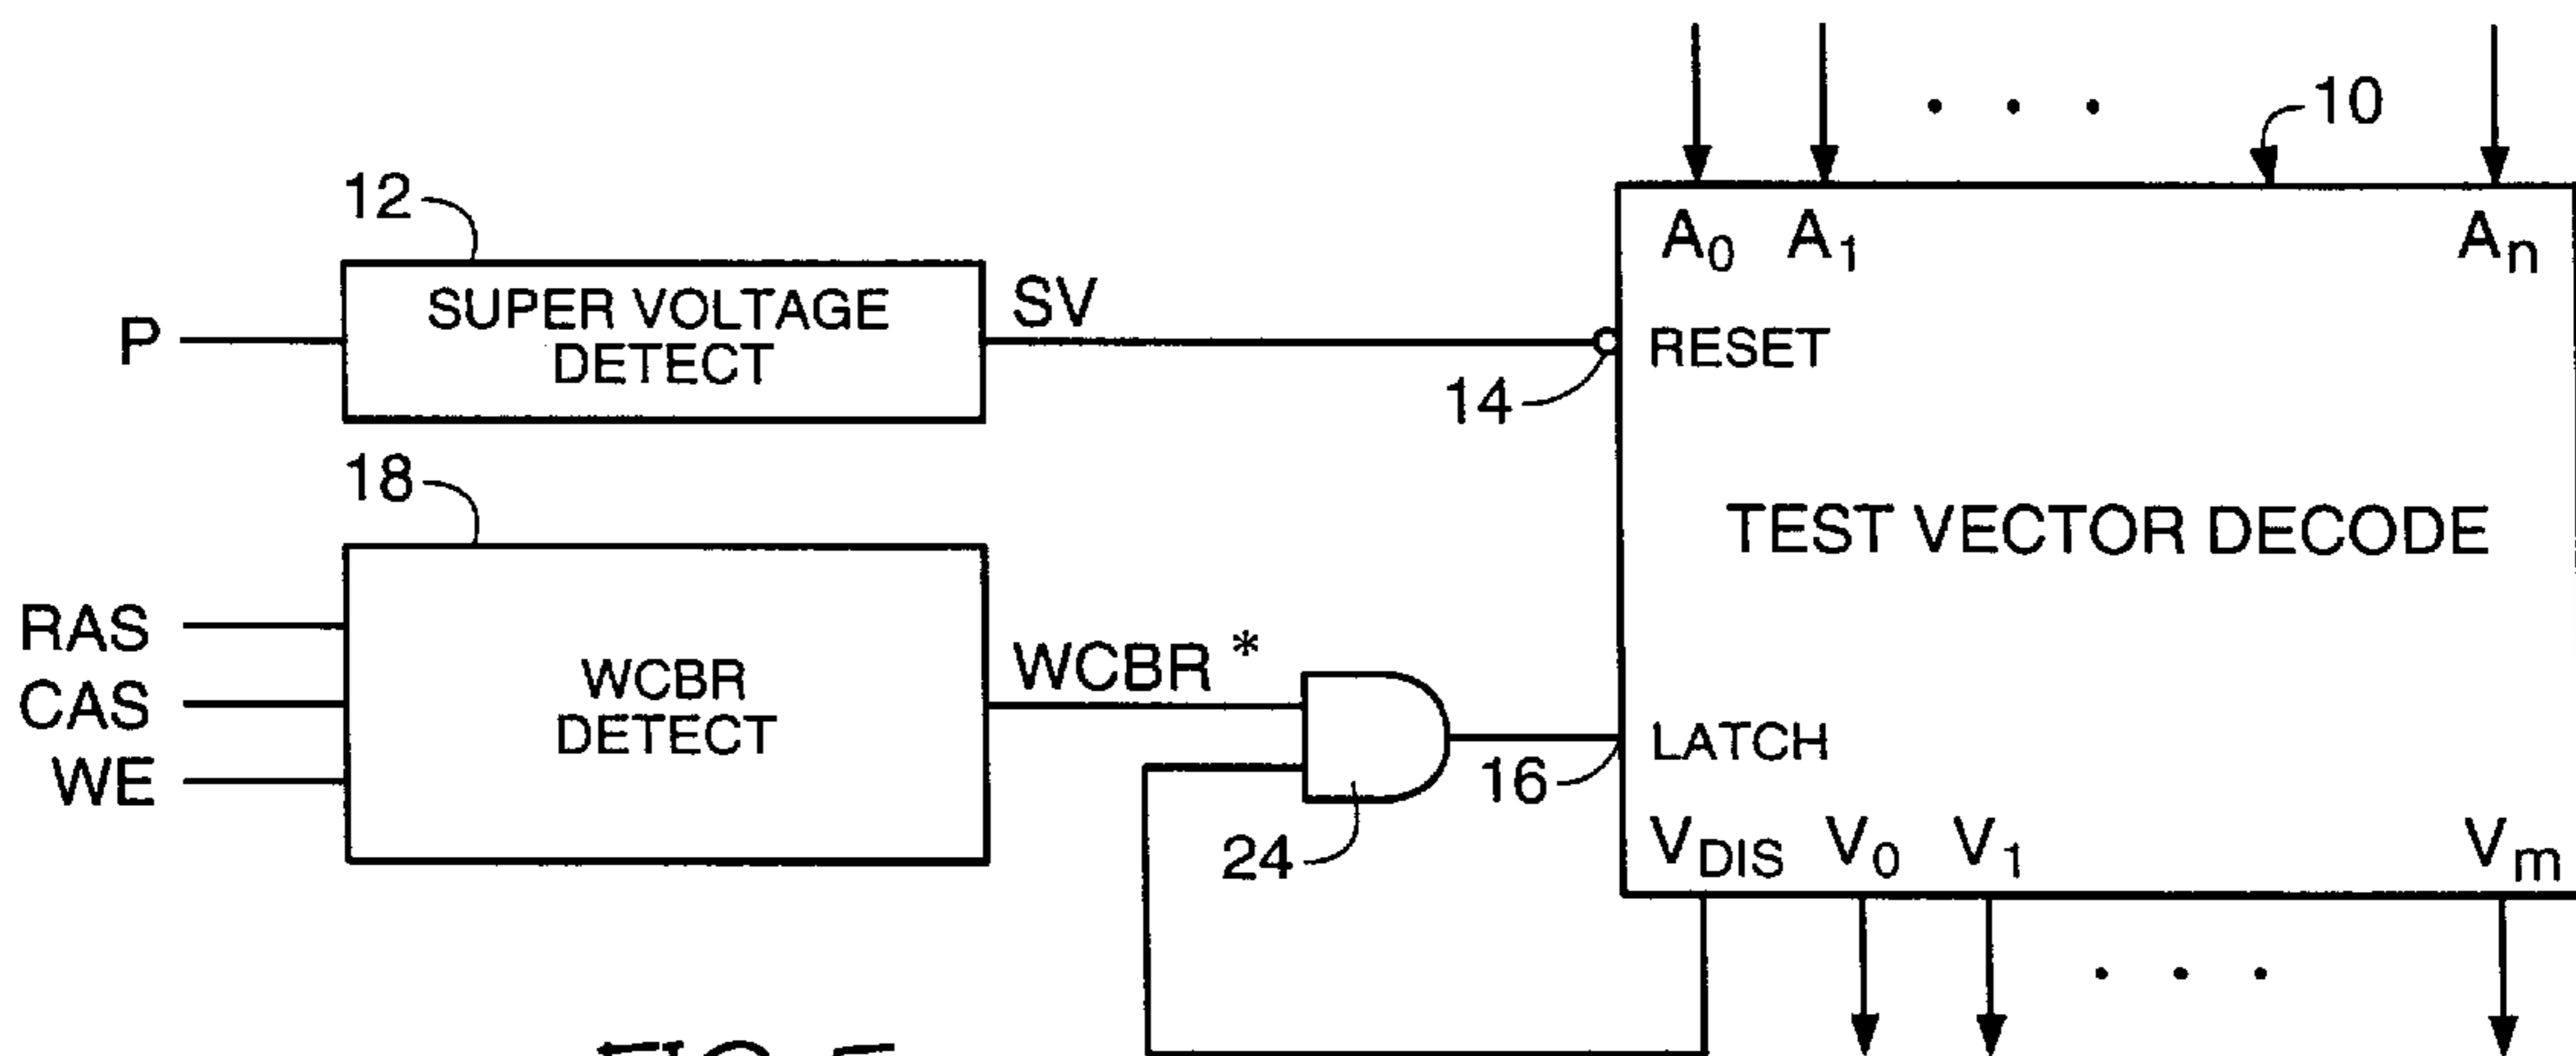 10
A0 A1 An
12
SUPER VOLTAGE
DETECT
P
SV
RESET
14
TEST VECTOR DECODE
18
RAS
CAS
WE
WCBR
DETECT
WCBR *
24
16
LATCH
VDIS V0 V1 Vm